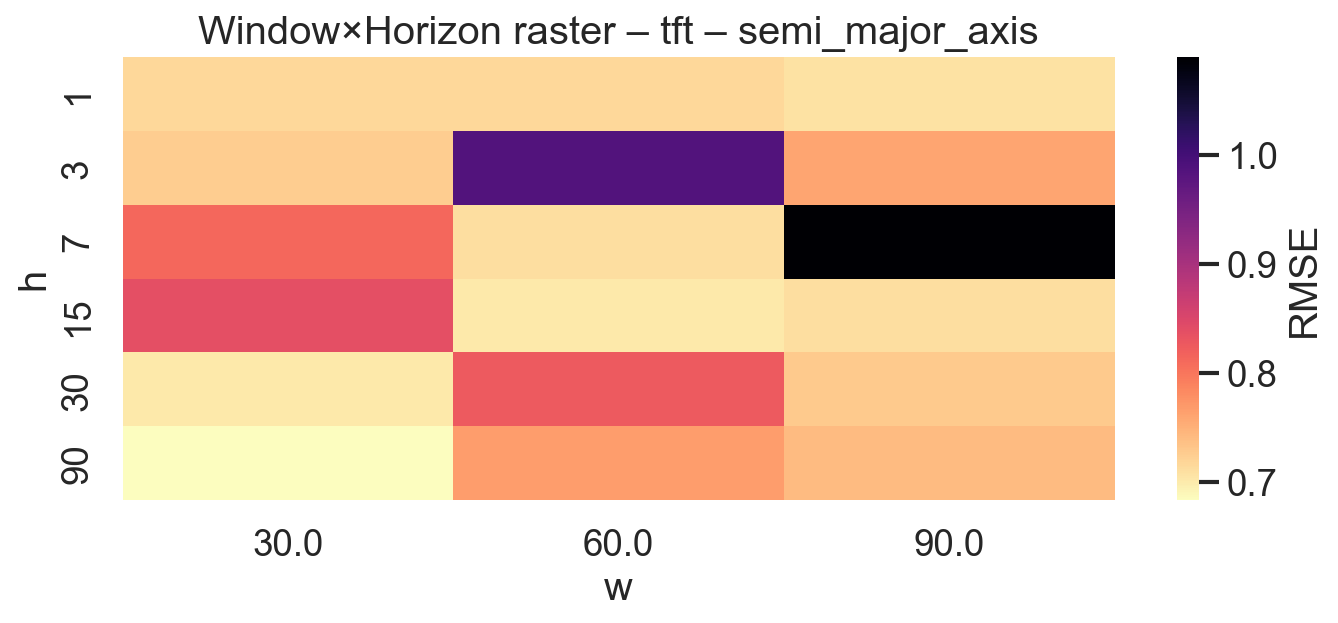 Window×Horizon raster – tft – semi_major_axis
h
1
3
7
15
30
90
30.0 60.0 90.0
w
1.0
0.9
0.8
0.7
RMSE